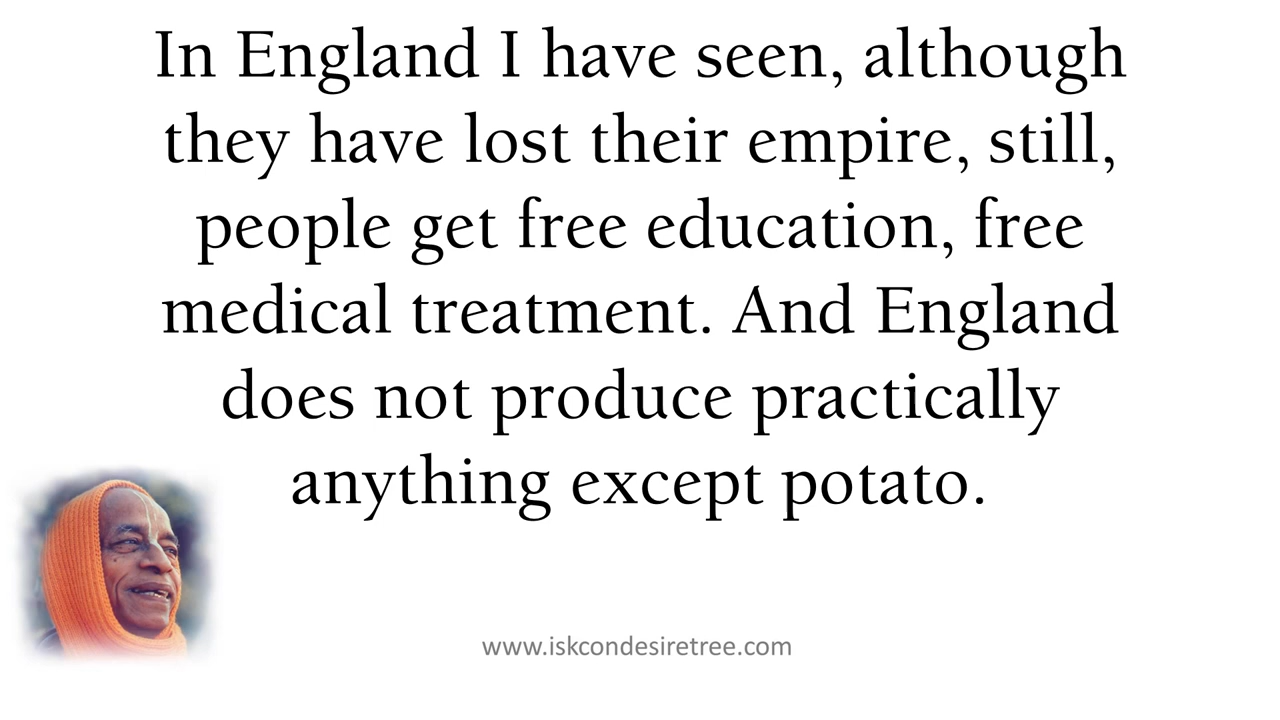 In England I have seen, although
they have lost their empire, still,
people get free education, free
medical treatment. And England
does not produce practically
anything except potato.
www.iskcondesiretree.com